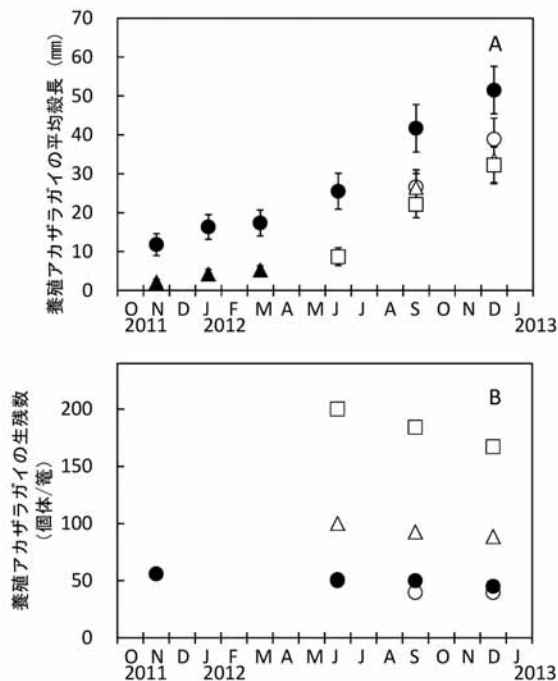 養殖アカザラガイの平均殻長 (mm)
70
60
50
40
30
20
10
0
A
O N D J F M A M J J A S O N D J
2011 2012 2013
養殖アカザラガイの生残数
(個体/篭)
200
150
100
50
0
B
O N D J F M A M J J A S O N D J
2011 2012 2013